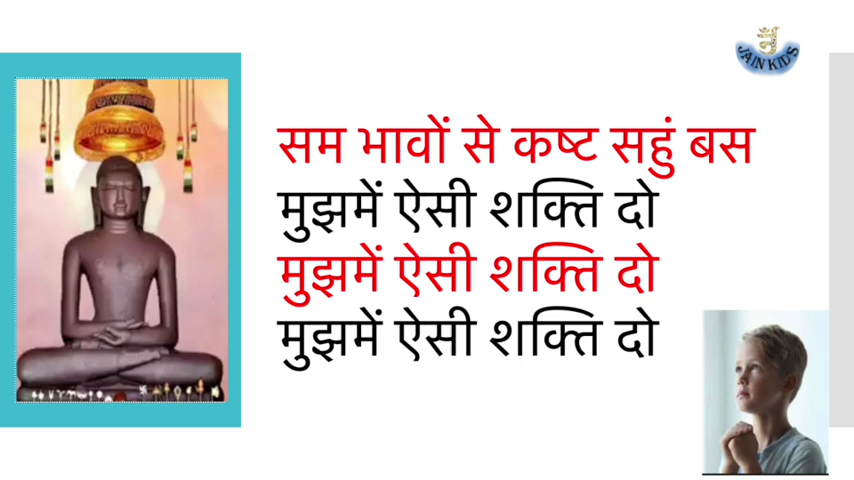 JAIN KIDS
सम भावों से कष्ट सहुं बस
मुझमें ऐसी शक्ति दो
मुझमें ऐसी शक्ति दो
मुझमें ऐसी शक्ति दो